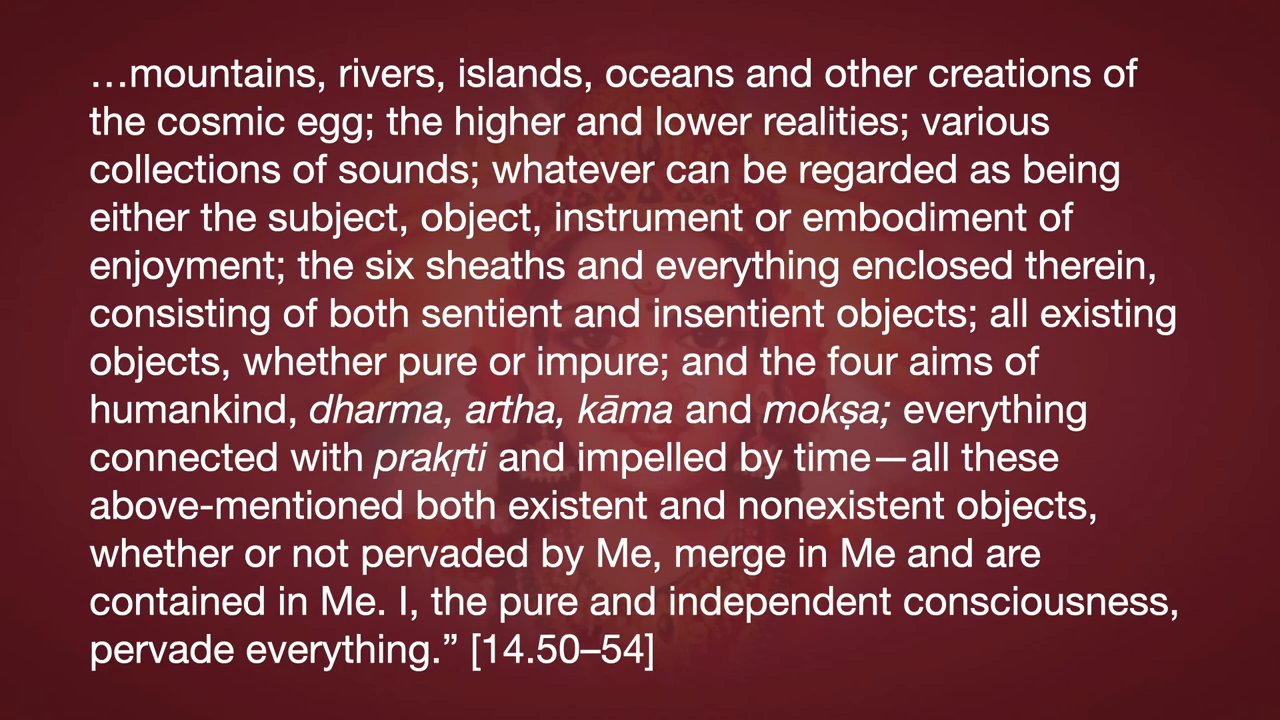 …mountains, rivers, islands, oceans and other creations of
the cosmic egg; the higher and lower realities; various
collections of sounds; whatever can be regarded as being
either the subject, object, instrument or embodiment of
enjoyment; the six sheaths and everything enclosed therein,
consisting of both sentient and insentient objects; all existing
objects, whether pure or impure; and the four aims of
humankind, dharma, artha, kāma and mokṣa; everything
connected with prakṛti and impelled by time—all these
above-mentioned both existent and nonexistent objects,
whether or not pervaded by Me, merge in Me and are
contained in Me. I, the pure and independent consciousness,
pervade everything.” [14.50–54]